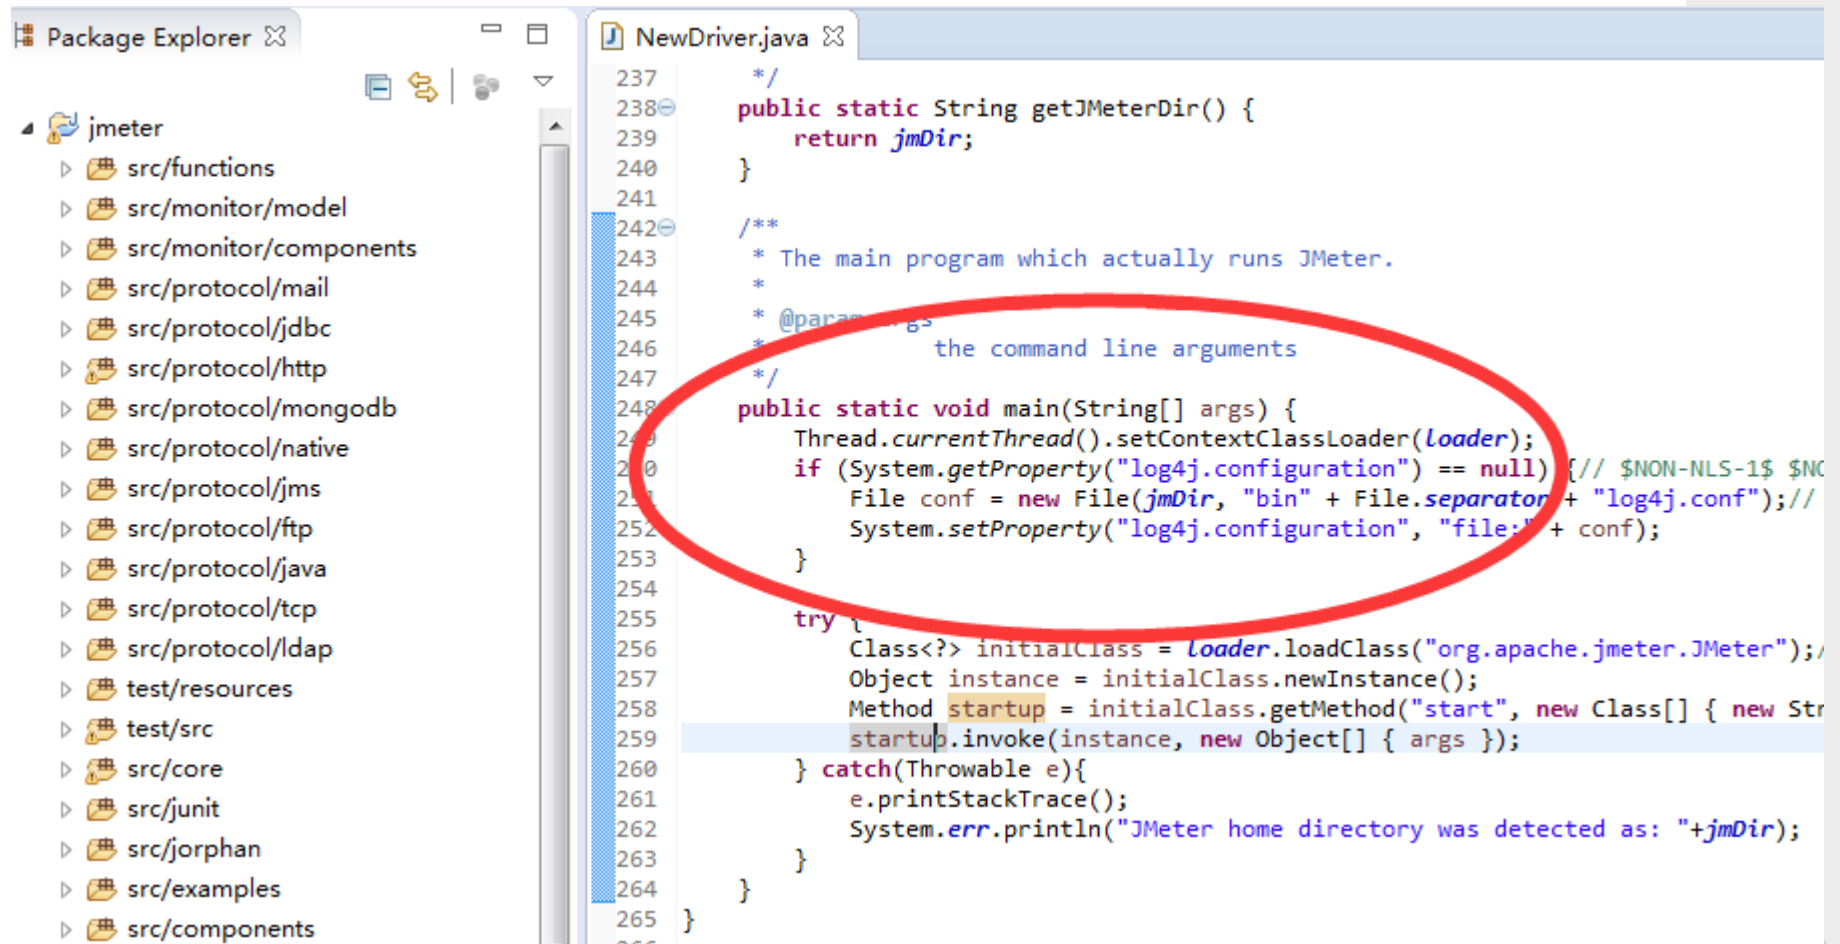 Package Explorer
jmeter
src/functions
src/monitor/model
src/monitor/components
src/protocol/mail
src/protocol/jdbc
src/protocol/http
src/protocol/mongodb
src/protocol/native
src/protocol/jms
src/protocol/ftp
src/protocol/java
src/protocol/tcp
src/protocol/ldap
test/resources
test/src
src/core
src/junit
src/jorphan
src/examples
src/components
NewDriver.java
237 */
238 public static String getJMeterDir() {
239 return jmDir;
240 }
241
242 /**
243 * The main program which actually runs JMeter.
244 *
245 * @param args
246 * the command line arguments
247 */
248 public static void main(String[] args) {
249 Thread.currentThread().setContextClassLoader(loader);
250 if (System.getProperty("log4j.configuration") == null) {// $NON-NLS-1$ $NO
251 File conf = new File(jmDir, "bin" + File.separator + "log4j.conf");//
252 System.setProperty("log4j.configuration", "file:" + conf);
253 }
254
255 try {
256 Class<?> initialClass = loader.loadClass("org.apache.jmeter.JMeter");/
257 Object instance = initialClass.newInstance();
258 Method startup = initialClass.getMethod("start", new Class[] { new Str
259 startup.invoke(instance, new Object[] { args });
260 } catch(Throwable e){
261 e.printStackTrace();
262 System.err.println("JMeter home directory was detected as: "+jmDir);
263 }
264 }
265 }